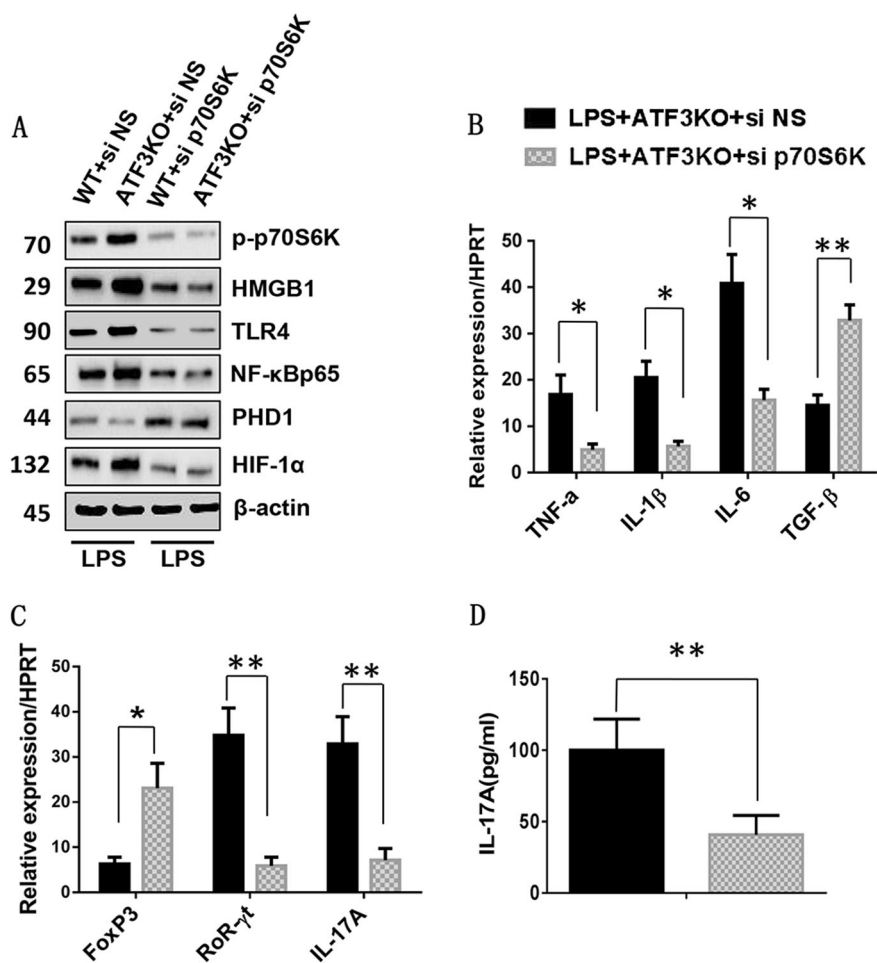 A
WT+si NS
ATF3KO+si NS
WT+si p70S6K
ATF3KO+si p70S6K
70 p-p70S6K
29 HMGB1
90 TLR4
65 NF-κBp65
44 PHD1
132 HIF-1α
45 β-actin
LPS LPS
B
LPS+ATF3KO+si NS
LPS+ATF3KO+si p70S6K
Relative expression/HPRT
50
40
30
20
10
0
* * * **
TNF-a IL-1β IL-6 TGF-β
C
Relative expression/HPRT
50
40
30
20
10
0
* ** **
FoxP3 RoR-γt IL-17A
D
IL-17A(pg/ml)
150
100
50
0
**